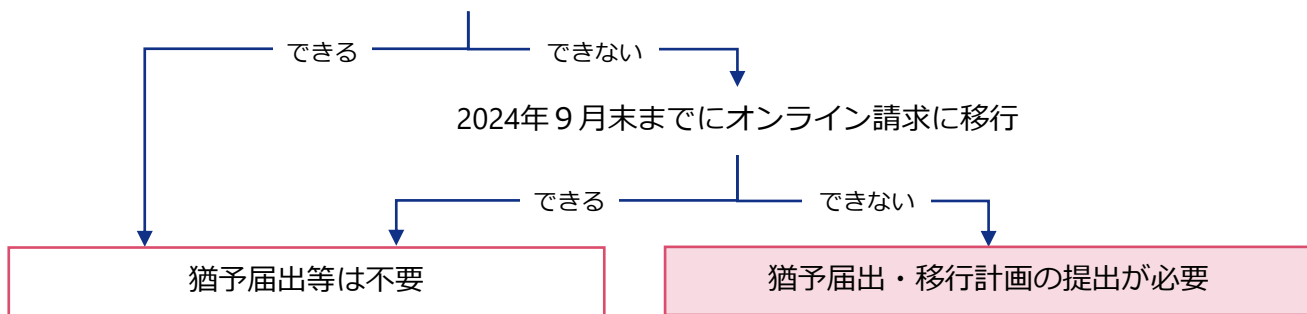 できる
できない
2024年９月末までにオンライン請求に移行
できる
できない
猶予届出等は不要
猶予届出・移行計画の提出が必要